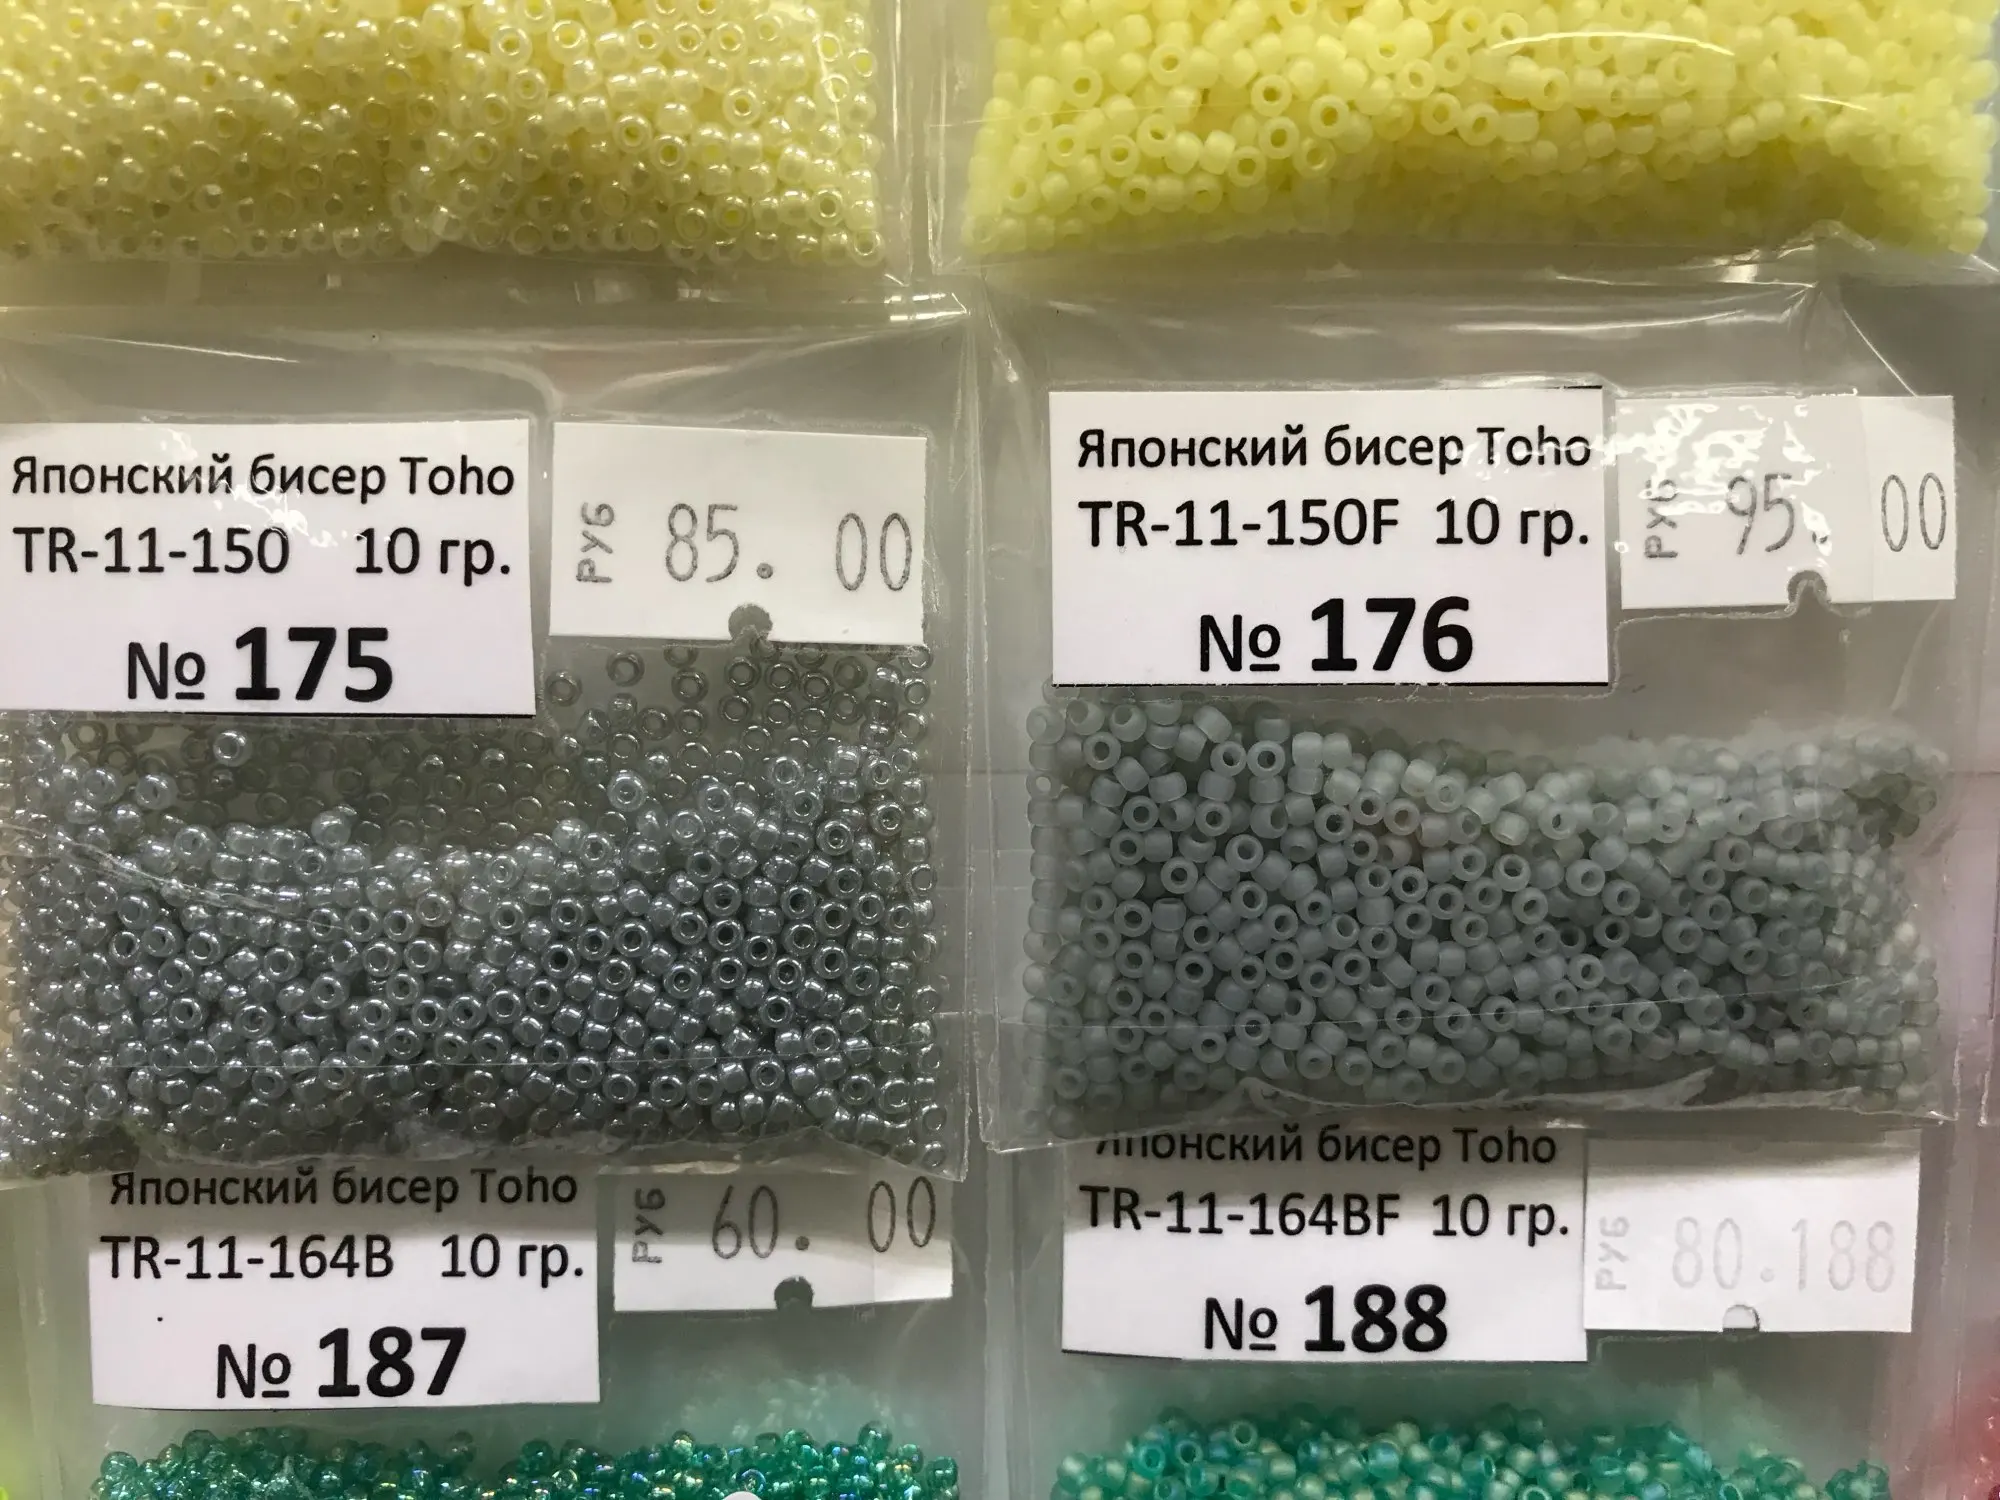 Японский бисер Toho
TR-11-150 10 гр.
№ 175
РУБ 85. 00
Японский бисер Toho
TR-11-150F 10 гр.
№ 176
РУБ 95. 00
Японский бисер Toho
TR-11-164B 10 гр.
№ 187
РУБ 60. 00
Японский бисер Toho
TR-11-164BF 10 гр.
№ 188
РУБ 80.188